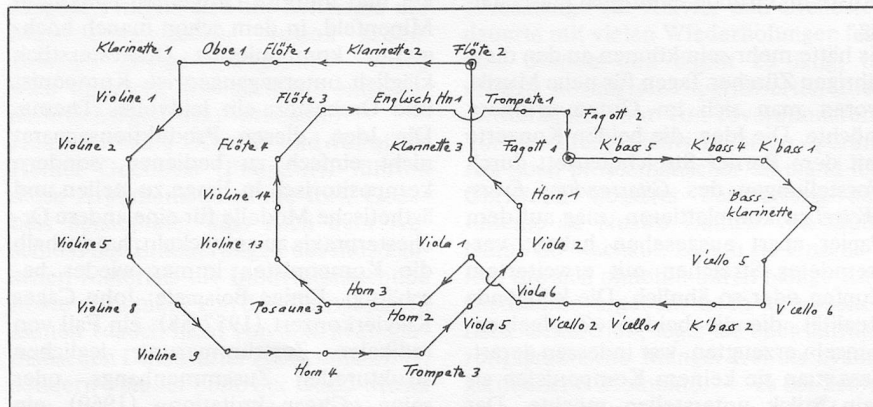 Klarinette 1 Oboe 1 Flöte 1 Klarinette 2 Flöte 2
Violine 1 Flöte 3 Englisch Hn 1 Trompete 1 Fagott 2
Violine 2 Flöte 4 Klarinette 3 Fagott 1 K'bass 5 K'bass 4 K'bass 1
Violine 14 Horn 1 Bass-
klarinette
Violine 5 Violine 13 Viola 1 Viola 2 V'cello 5
Violine 8 Posaune 3 Horn 3 Horn 2 Viola 5 Viola 6 V'cello 2 V'cello 1 K'bass 2 V'cello 6
Violine Horn 4 Trompete 3